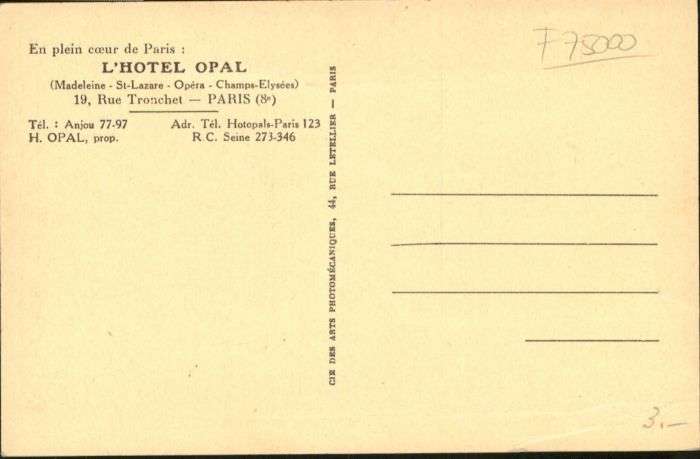 En plein cœur de Paris :
L'HOTEL OPAL
(Madeleine - St-Lazare - Opéra - Champs-Elysées)
19, Rue Tronchet — PARIS (8e)
Tél. : Anjou 77-97 Adr. Tél. Hotopals-Paris 123
H. OPAL, prop. R. C. Seine 273-346
CIE DES ARTS PHOTOMÉCANIQUES, 44, RUE LETELLIER — PARIS
F 75000
3.-